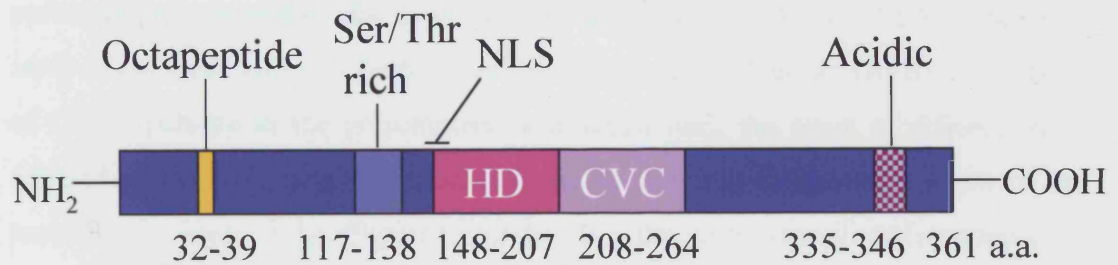 Octapeptide
Ser/Thr
rich
NLS
Acidic
NH₂
HD
CVC
COOH
32-39 117-138 148-207 208-264 335-346 361 a.a.